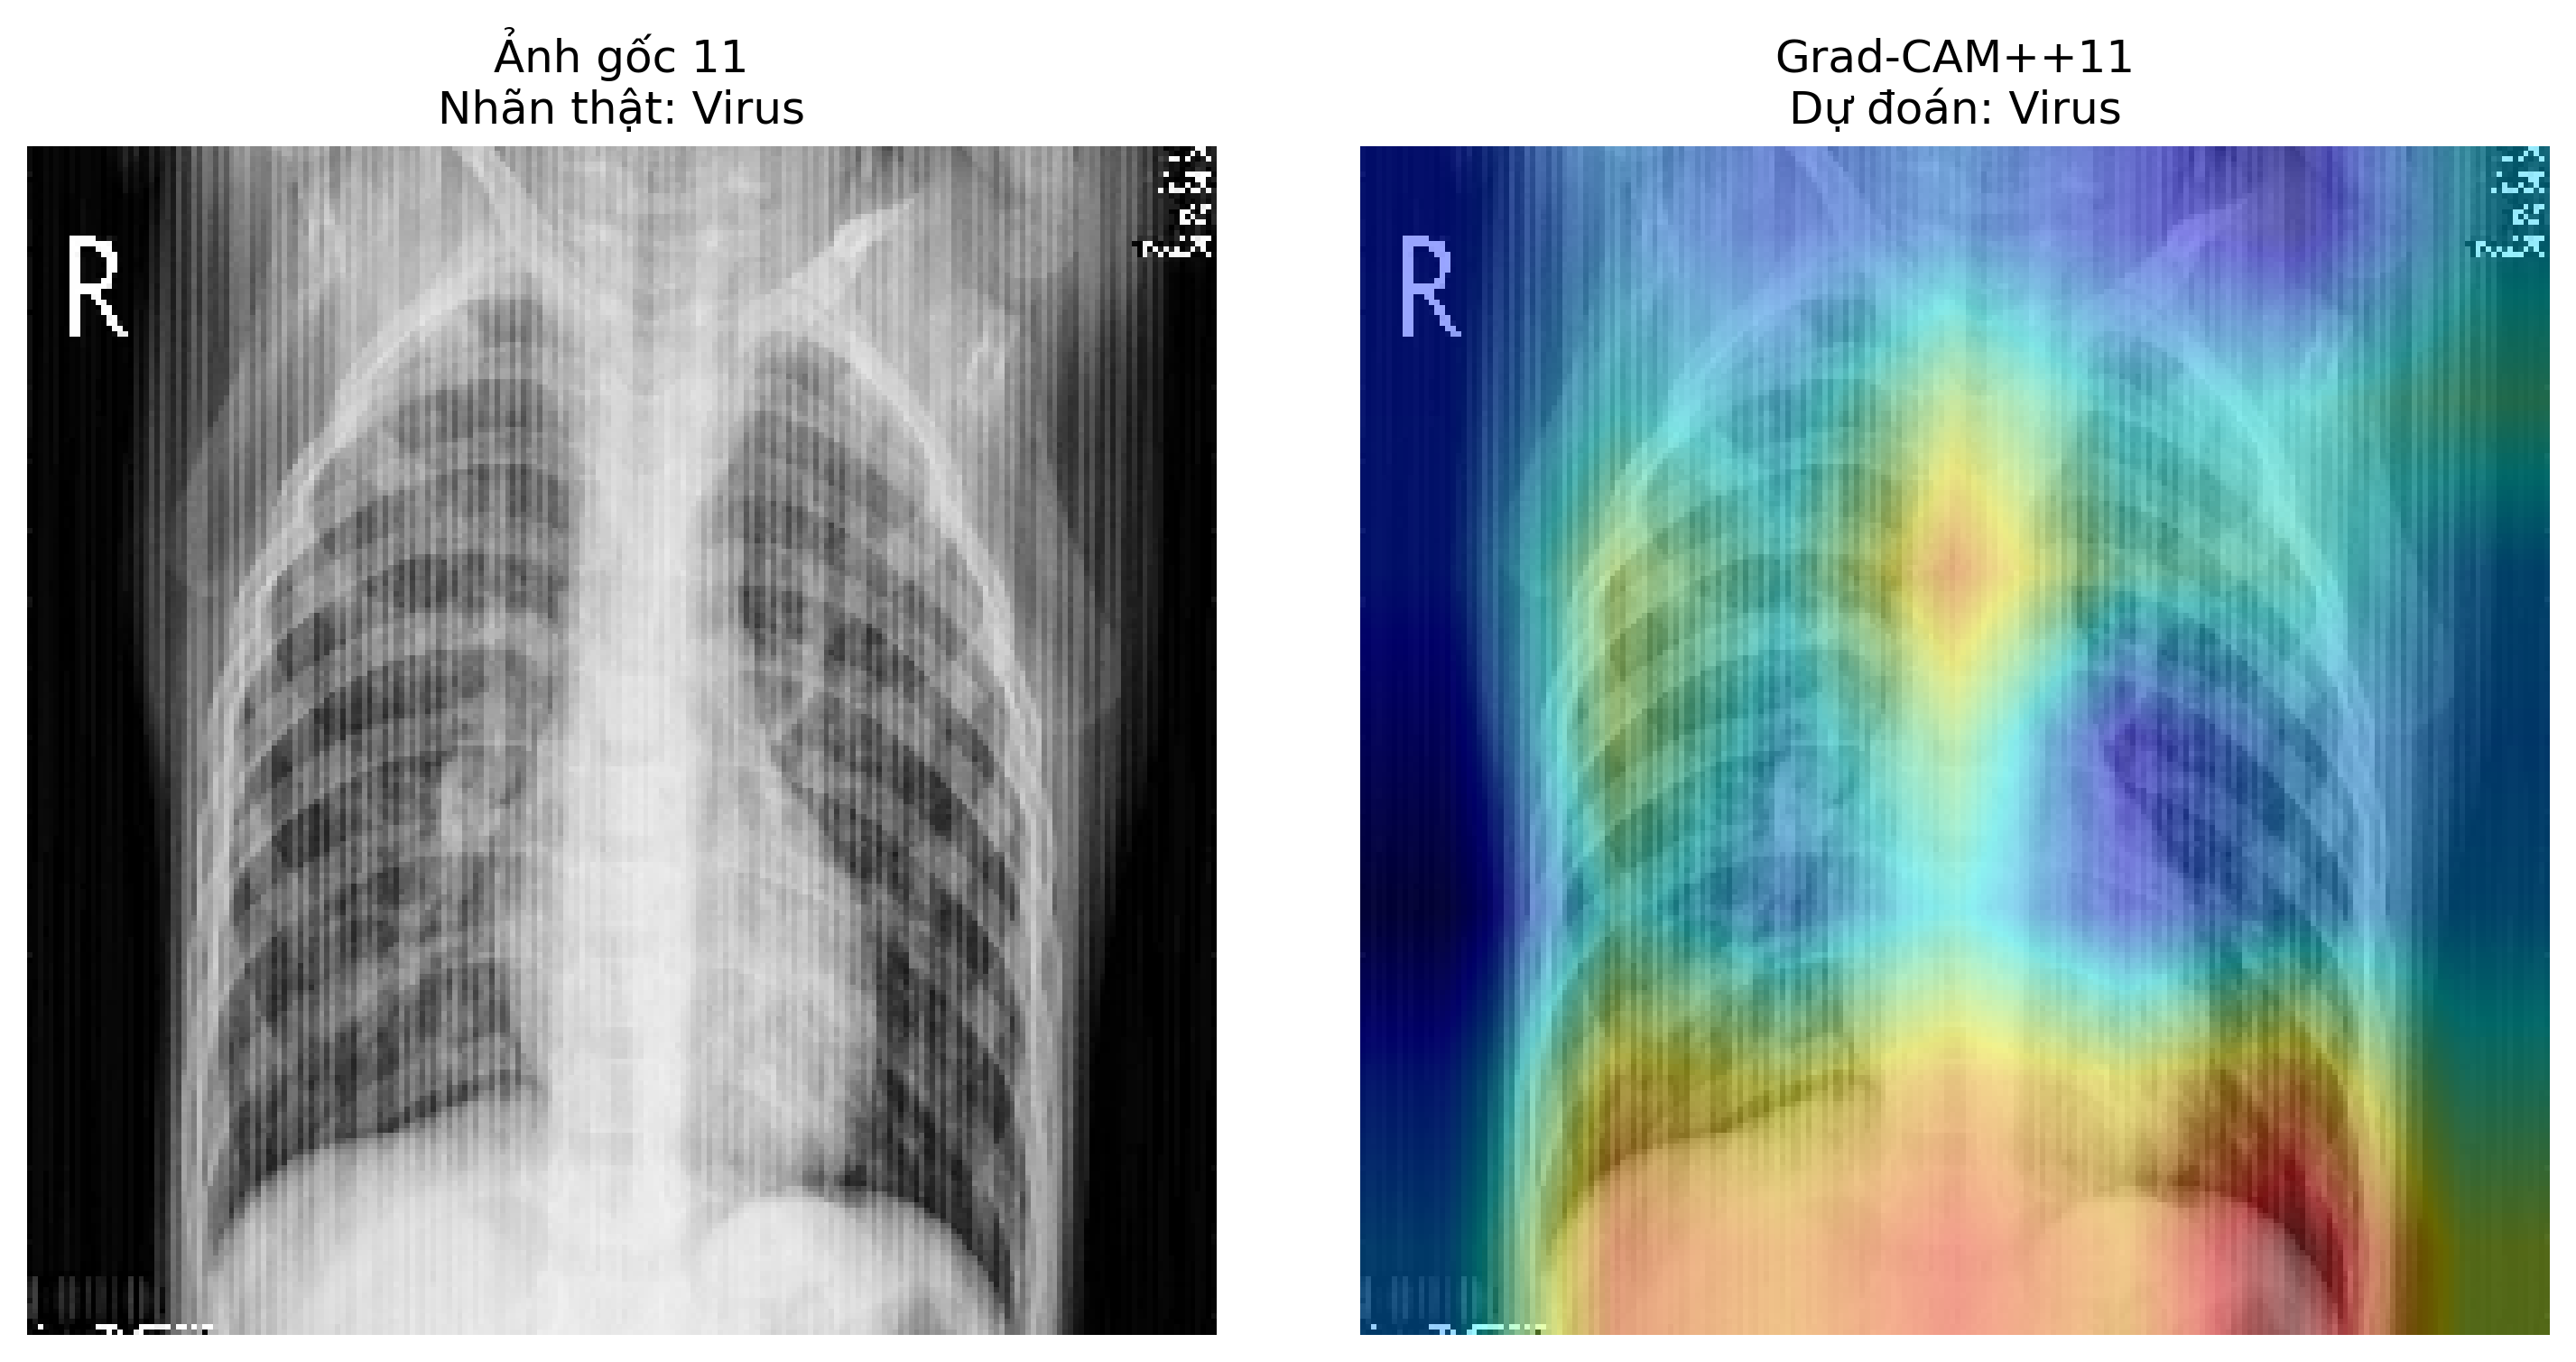 Ảnh gốc 11
Nhãn thật: Virus
R
Grad-CAM++11
Dự đoán: Virus
R